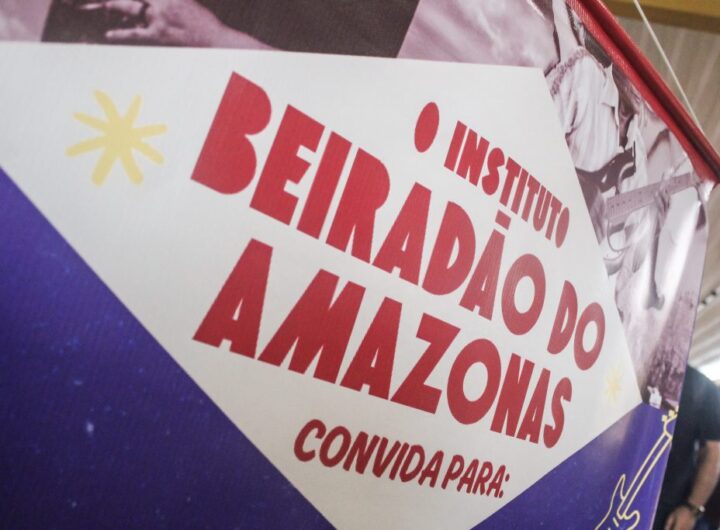 O INSTITUTO
BEIRADÃO DO
AMAZONAS
CONVIDA PARA: